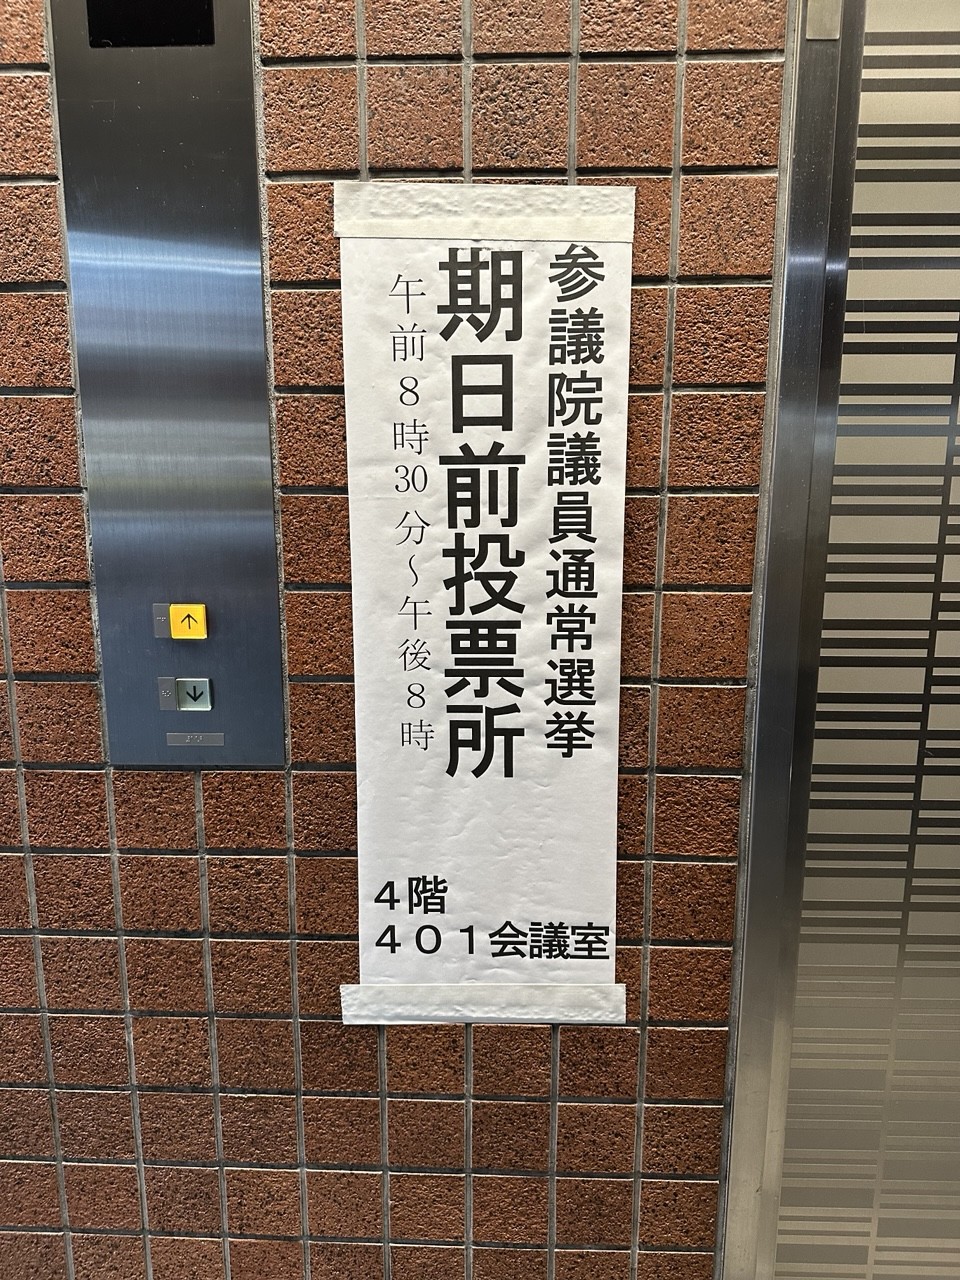 参議院議員通常選挙
期日前投票所
午前8時30分～午後8時
4階
401会議室